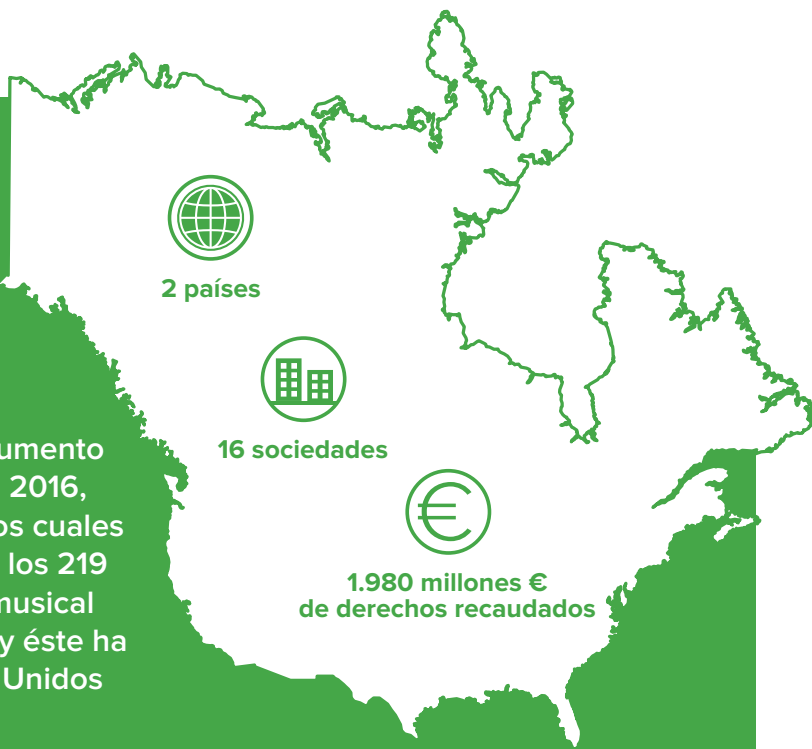 2 países
16 sociedades
1.980 millones €
de derechos recaudados
umento
2016,
os cuales
los 219
musical
y éste ha
Unidos